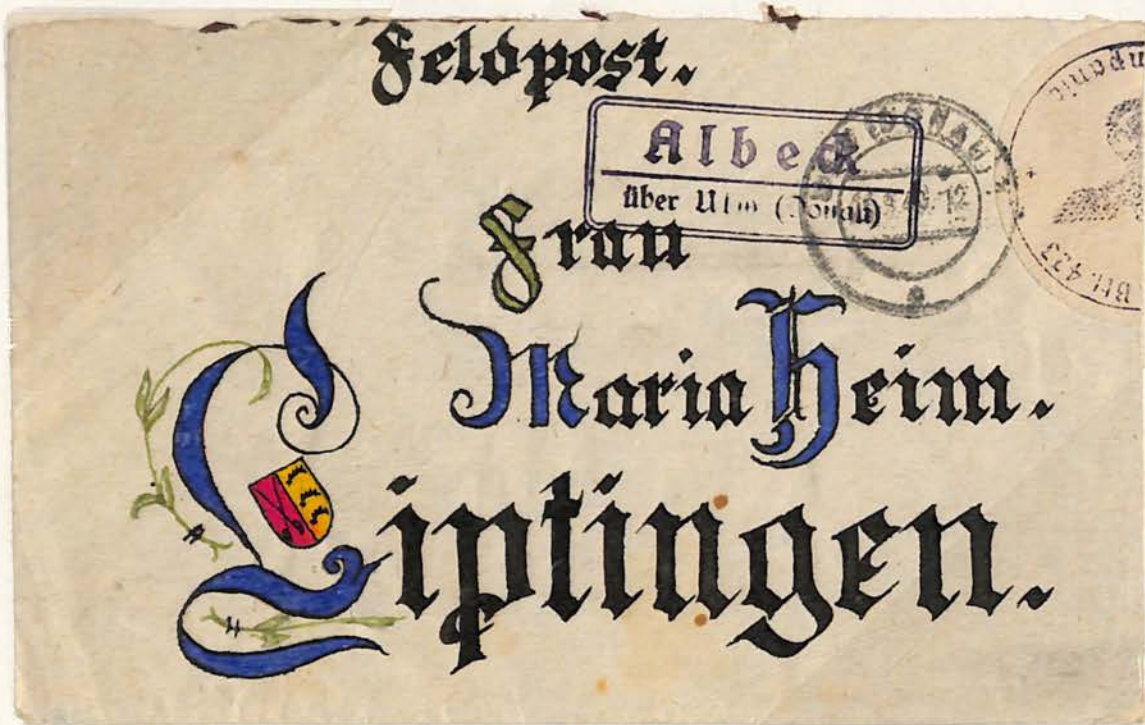 Feldpost.
Albeck
über Ulm (Donau)
Frau
Maria Heim.
Liptingen.